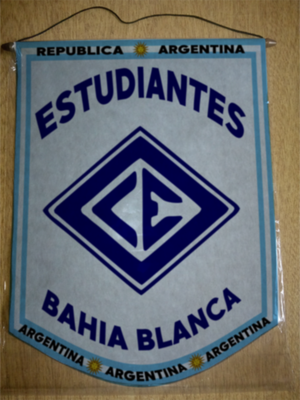 REPUBLICA ARGENTINA
ESTUDIANTES
CE
BAHIA BLANCA
ARGENTINA ARGENTINA ARGENTINA